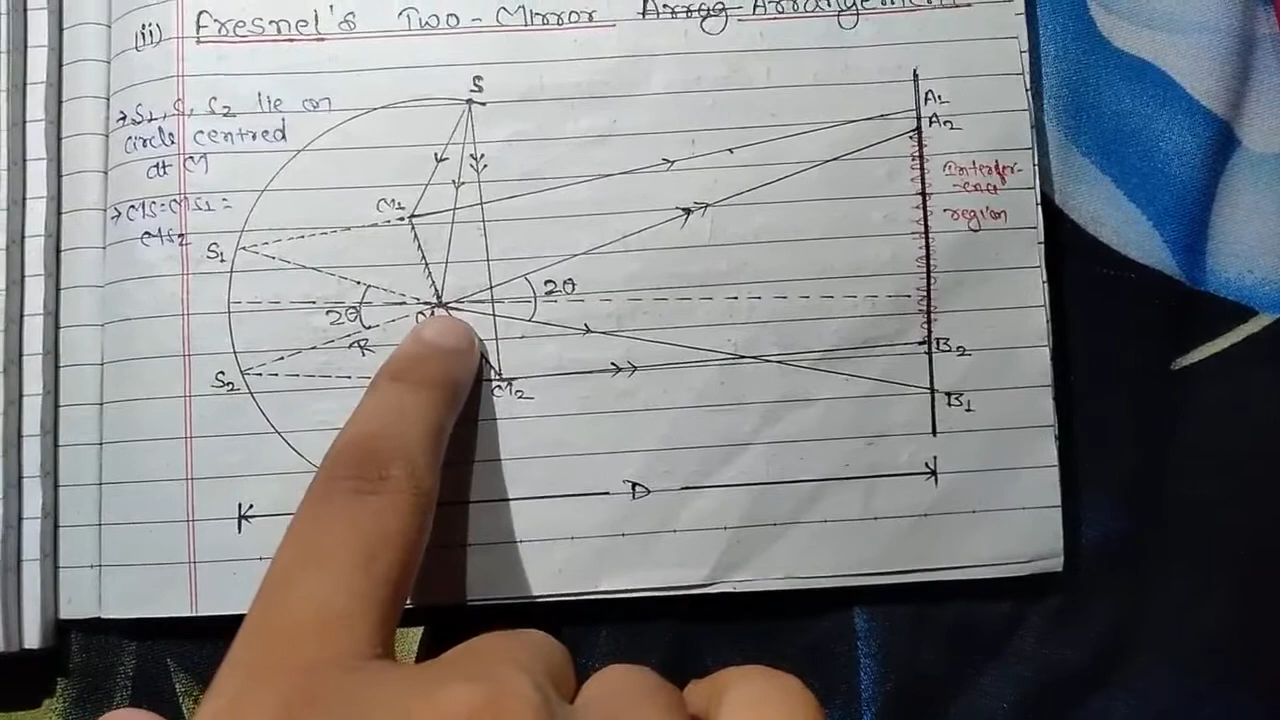 (ii) Fresnel's Two-Mirror Arrangement
S
→ S1, S, S2 lie on
circle centred
at M
→ MS = MS1 =
MS2
A1
A2
Interfer-
-ence
region
M1
S1
2θ
2θ
M
R
S2
M2
B2
B1
D